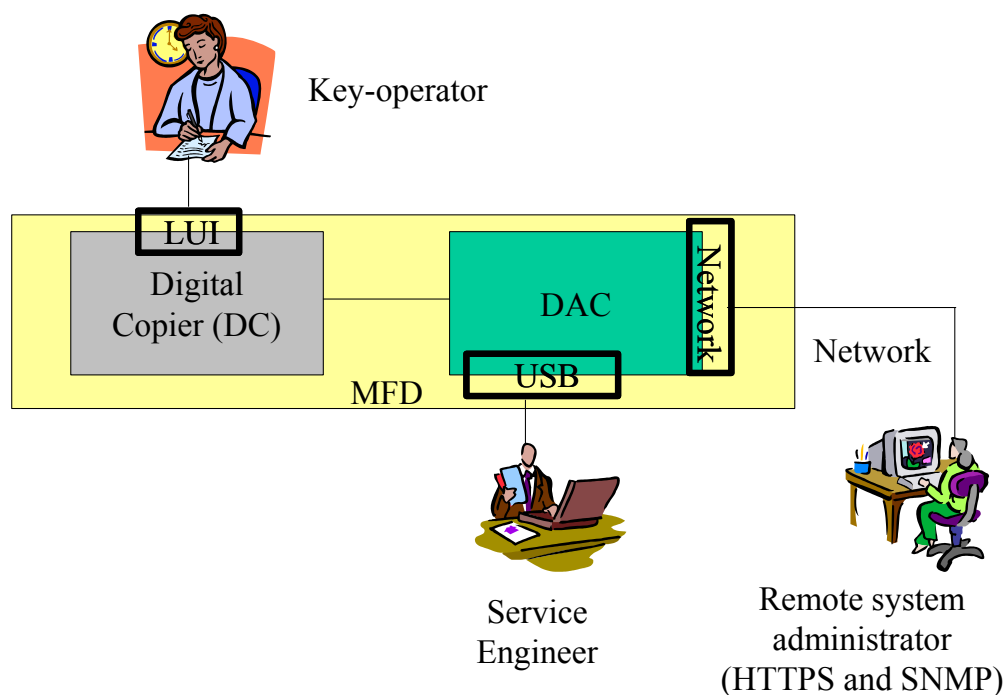 Key-operator
LUI
Digital
Copier (DC)
DAC
Network
USB
MFD
Network
Service
Engineer
Remote system
administrator
(HTTPS and SNMP)